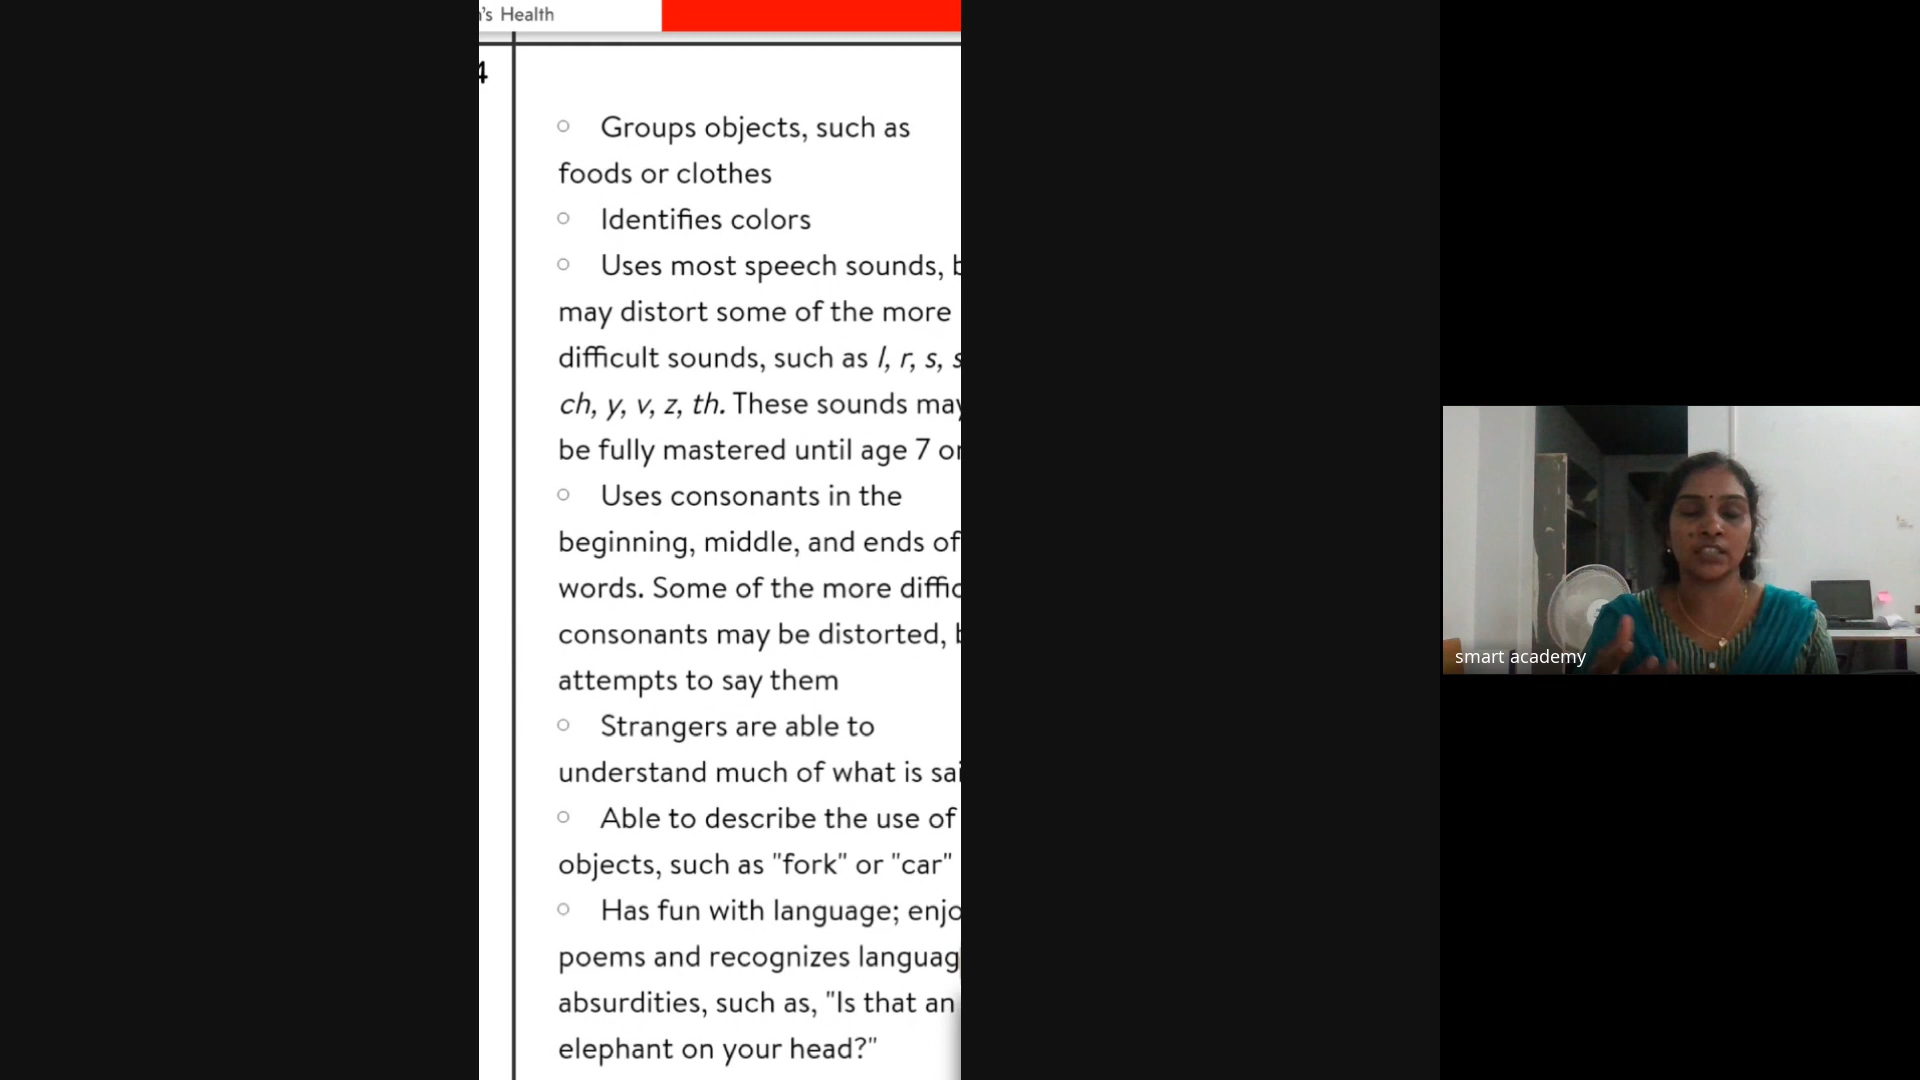 's Health
4
Groups objects, such as
foods or clothes
Identifies colors
Uses most speech sounds,
may distort some of the more
difficult sounds, such as l, r, s,
ch, y, v, z, th. These sounds may
be fully mastered until age 7 or
Uses consonants in the
beginning, middle, and ends of
words. Some of the more
consonants may be distorted,
attempts to say them
Strangers are able to
understand much of what is
Able to describe the use of
objects, such as "fork" or "car"
Has fun with language;
poems and recognizes
absurdities, such as, "Is that an
elephant on your head?"
smart academy